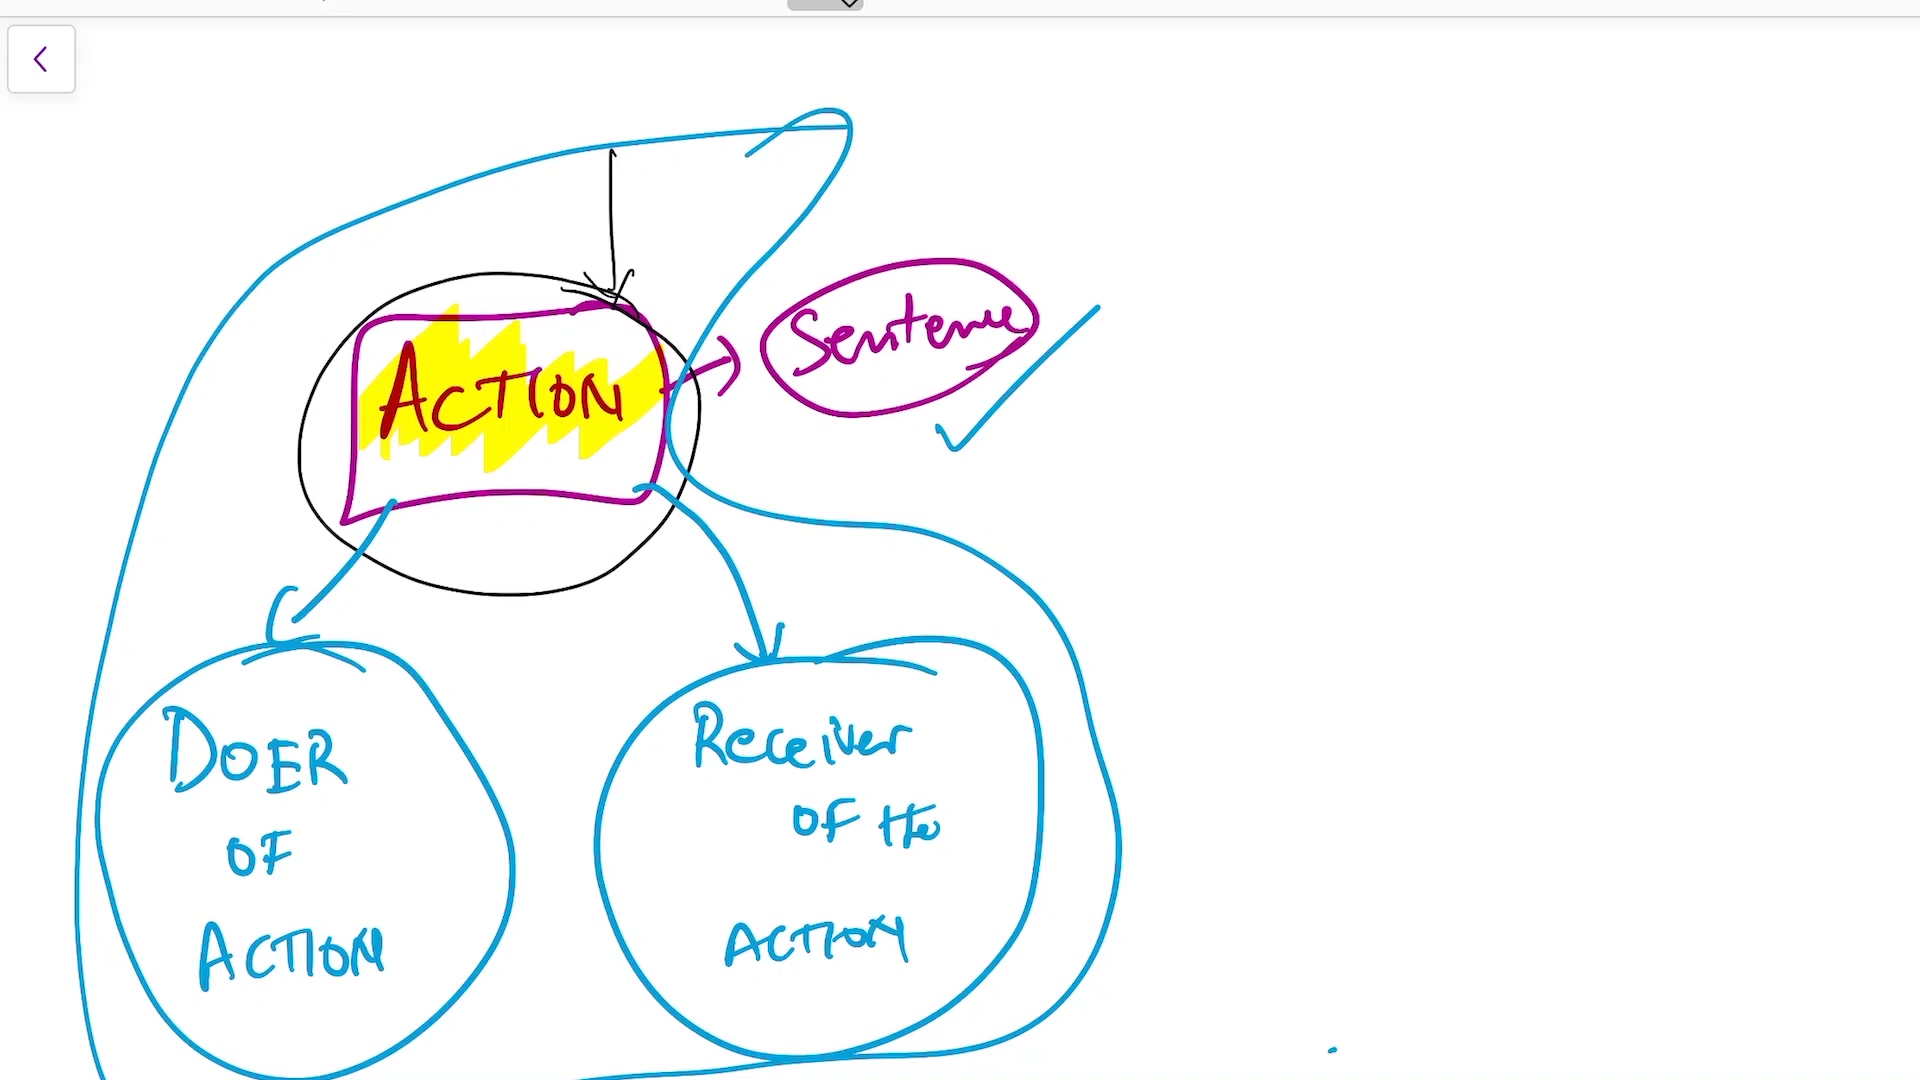 Sentence
ACTION
DOER
OF
ACTION
Receiver
OF the
ACTION